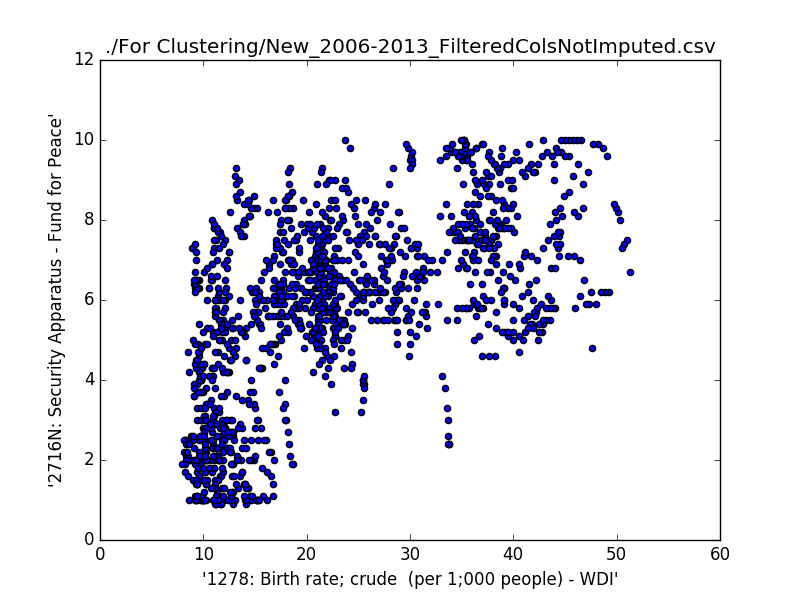 ./For Clustering/New_2006-2013_FilteredColsNotImputed.csv
12
10
8
6
4
2
0
'2716N: Security Apparatus - Fund for Peace'
0 10 20 30 40 50 60
'1278: Birth rate; crude  (per 1;000 people) - WDI'